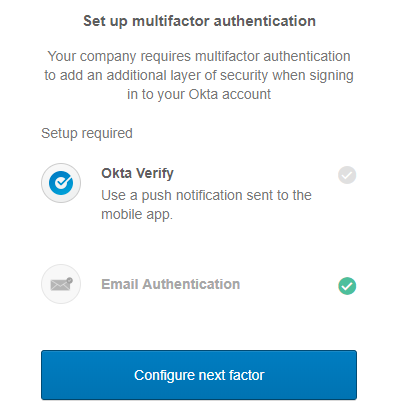 Set up multifactor authentication
Your company requires multifactor authentication
to add an additional layer of security when signing
in to your Okta account
Setup required
Okta Verify
Use a push notification sent to the
mobile app.
Email Authentication
Configure next factor